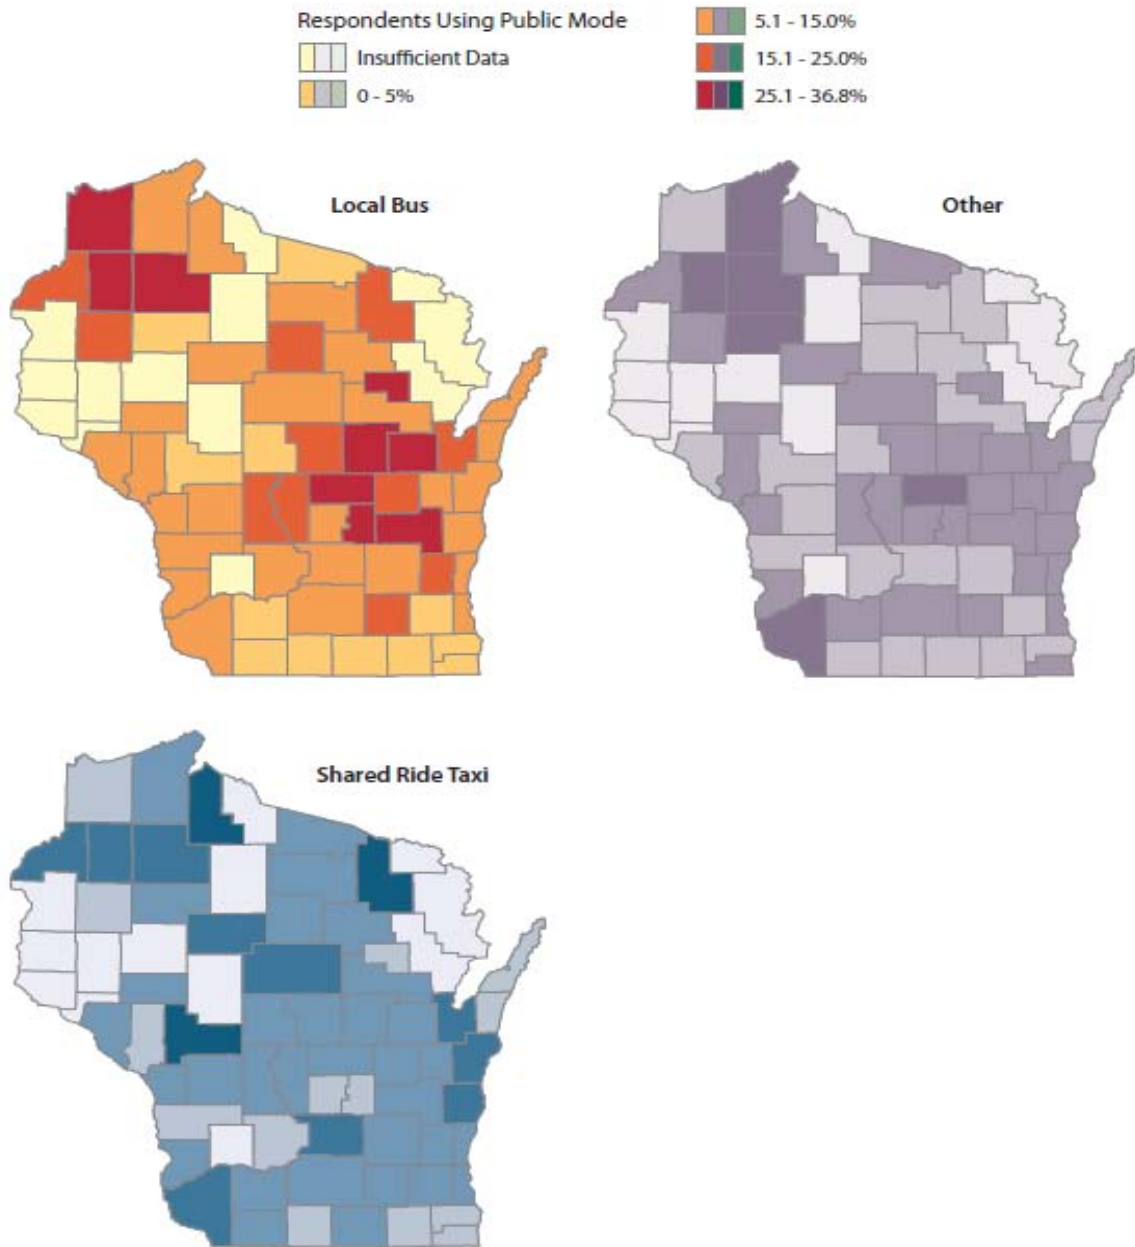 Respondents Using Public Mode
Insufficient Data
0 - 5%
5.1 - 15.0%
15.1 - 25.0%
25.1 - 36.8%
Local Bus
Other
Shared Ride Taxi